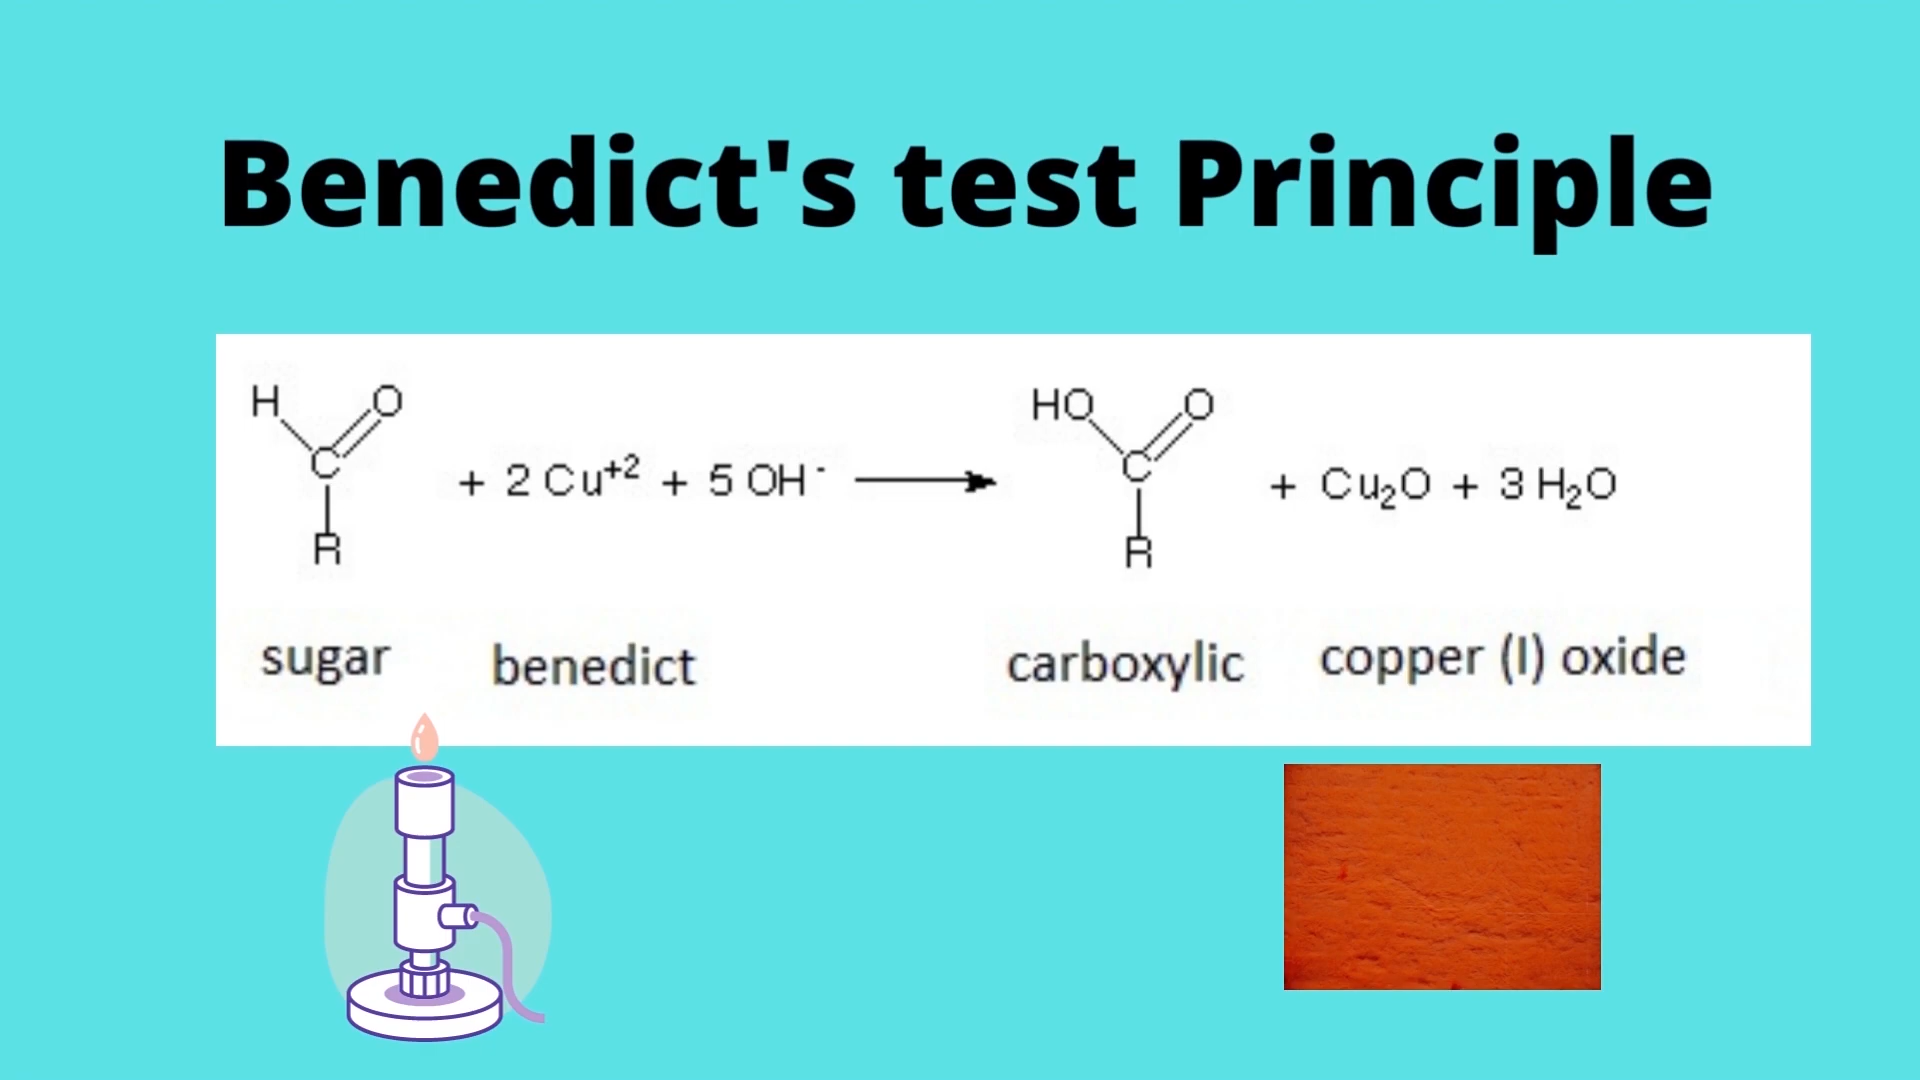 Benedict's test Principle
H O HO O
C + 2 Cu+2 + 5 OH - C + Cu2O + 3 H2O
R R
sugar benedict carboxylic copper (I) oxide